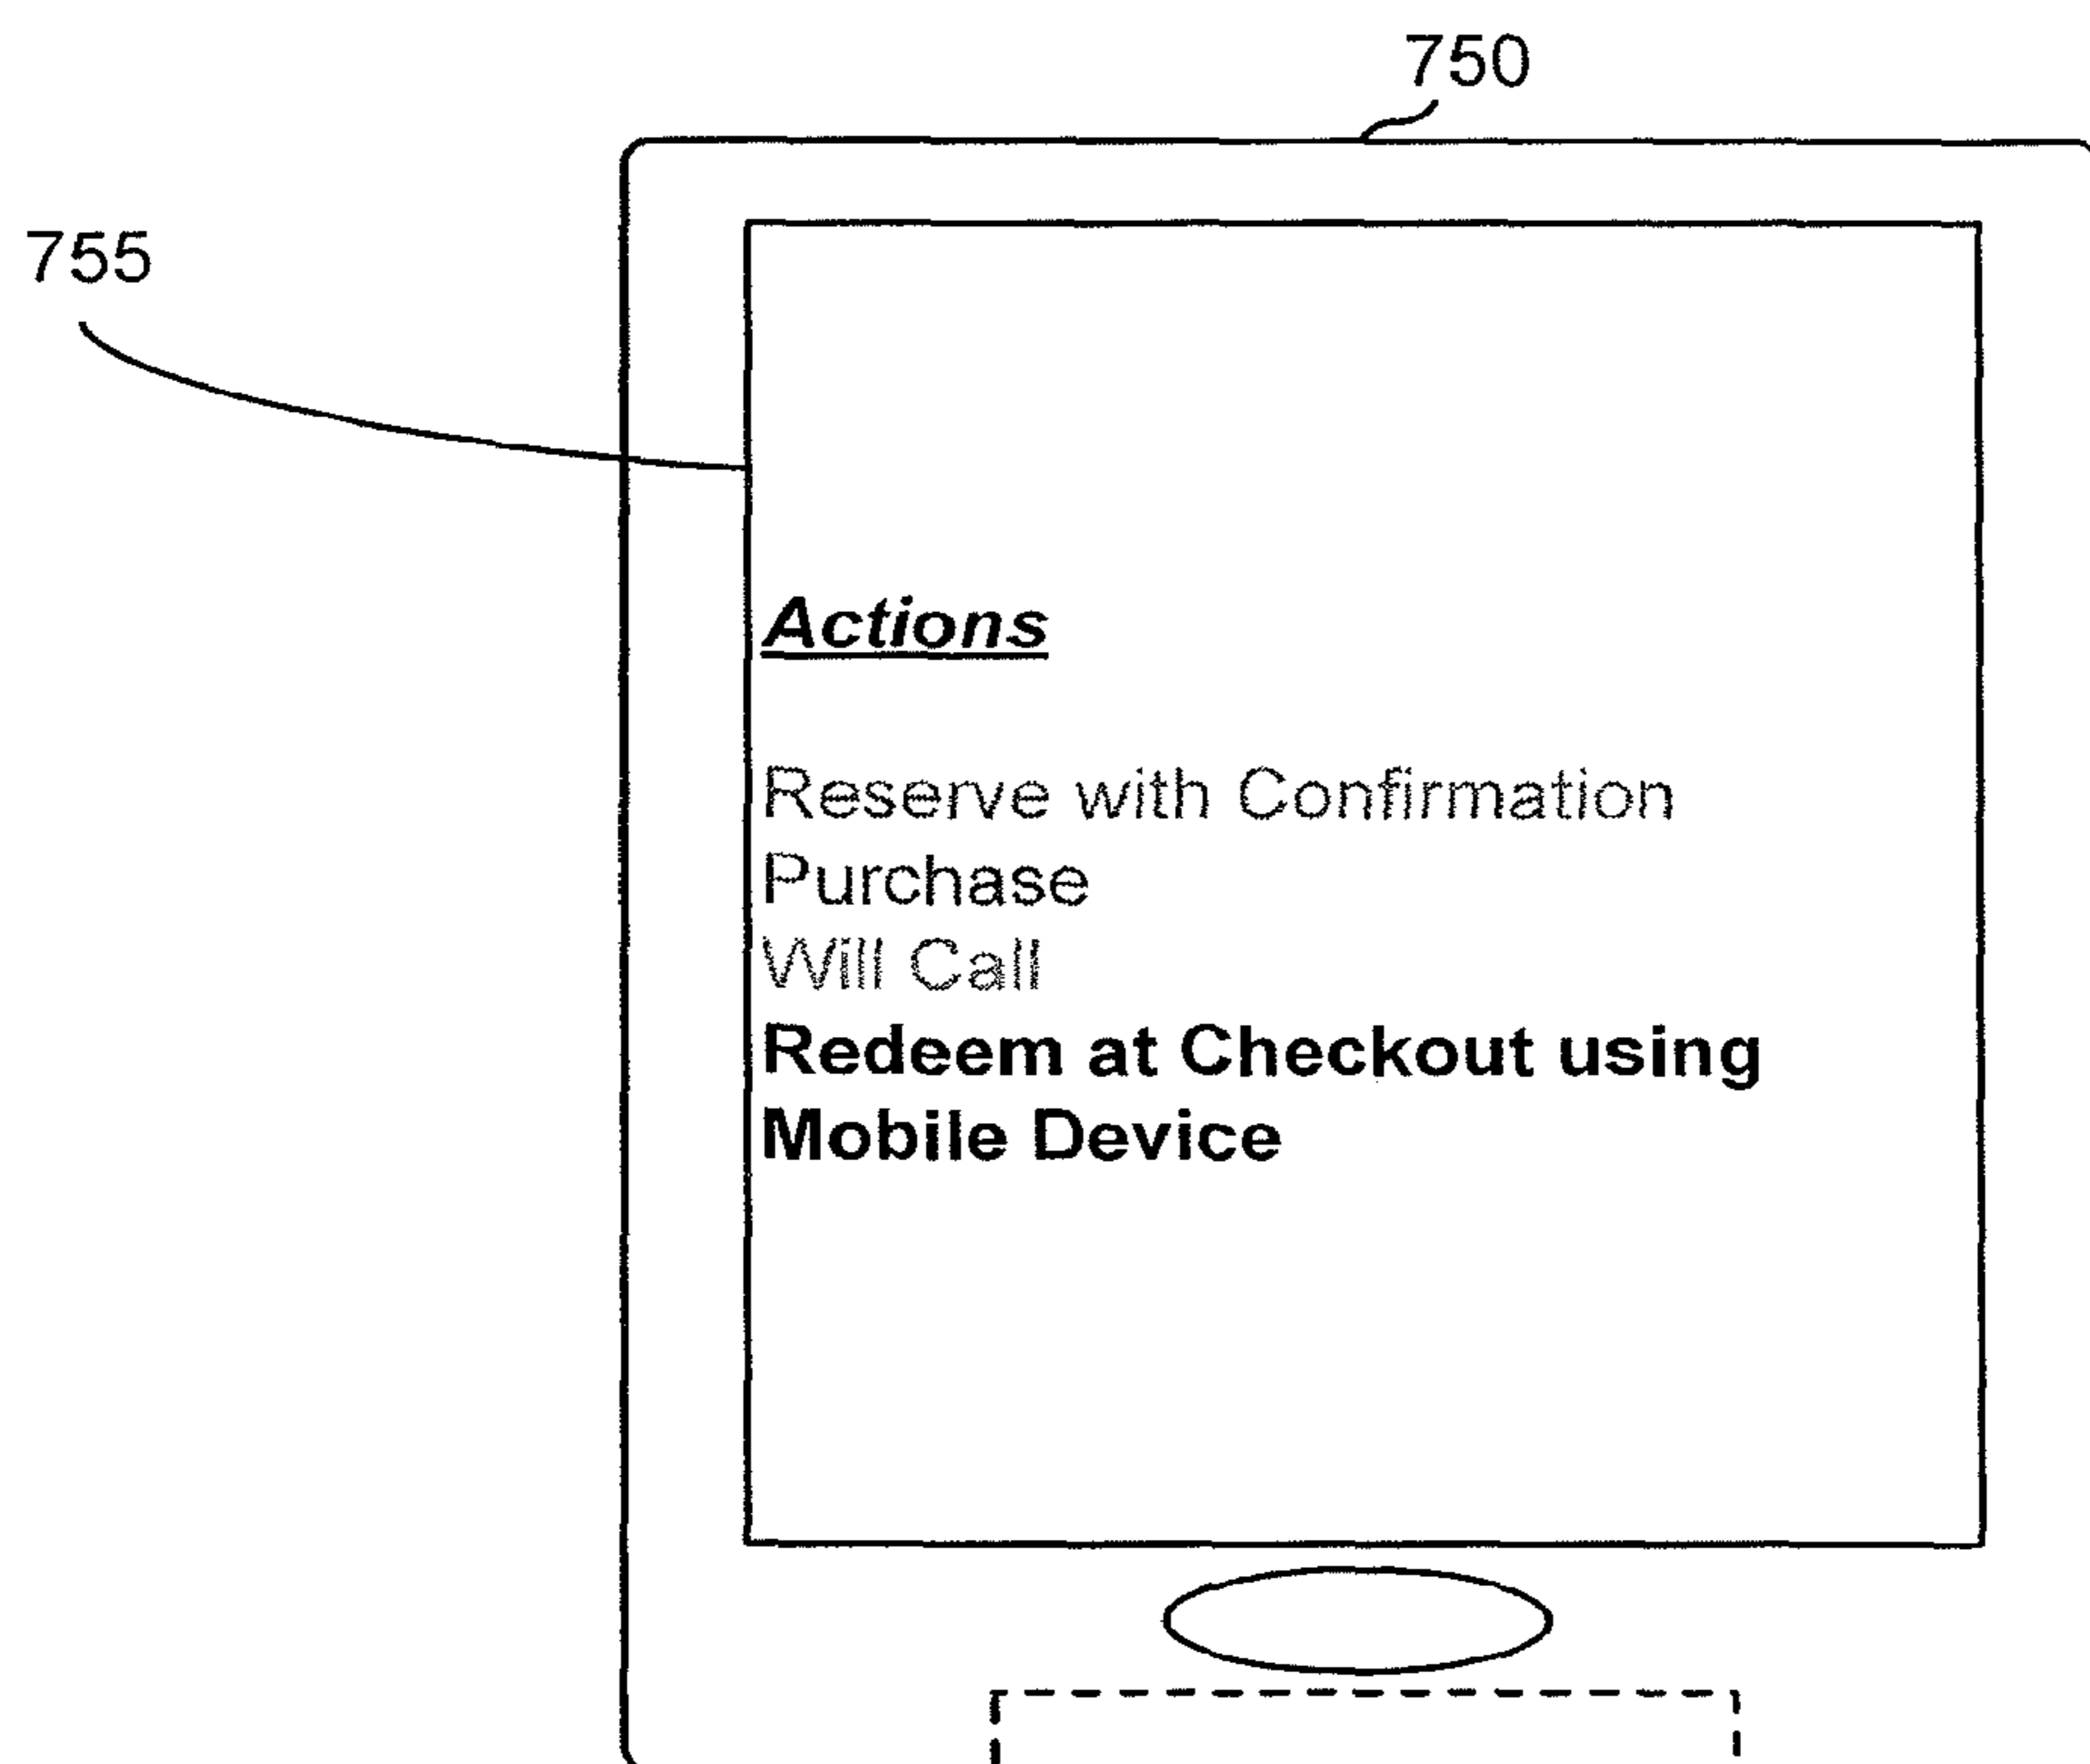 750
755
Actions
Reserve with Confirmation
Purchase
Will Call
Redeem at Checkout using
Mobile Device